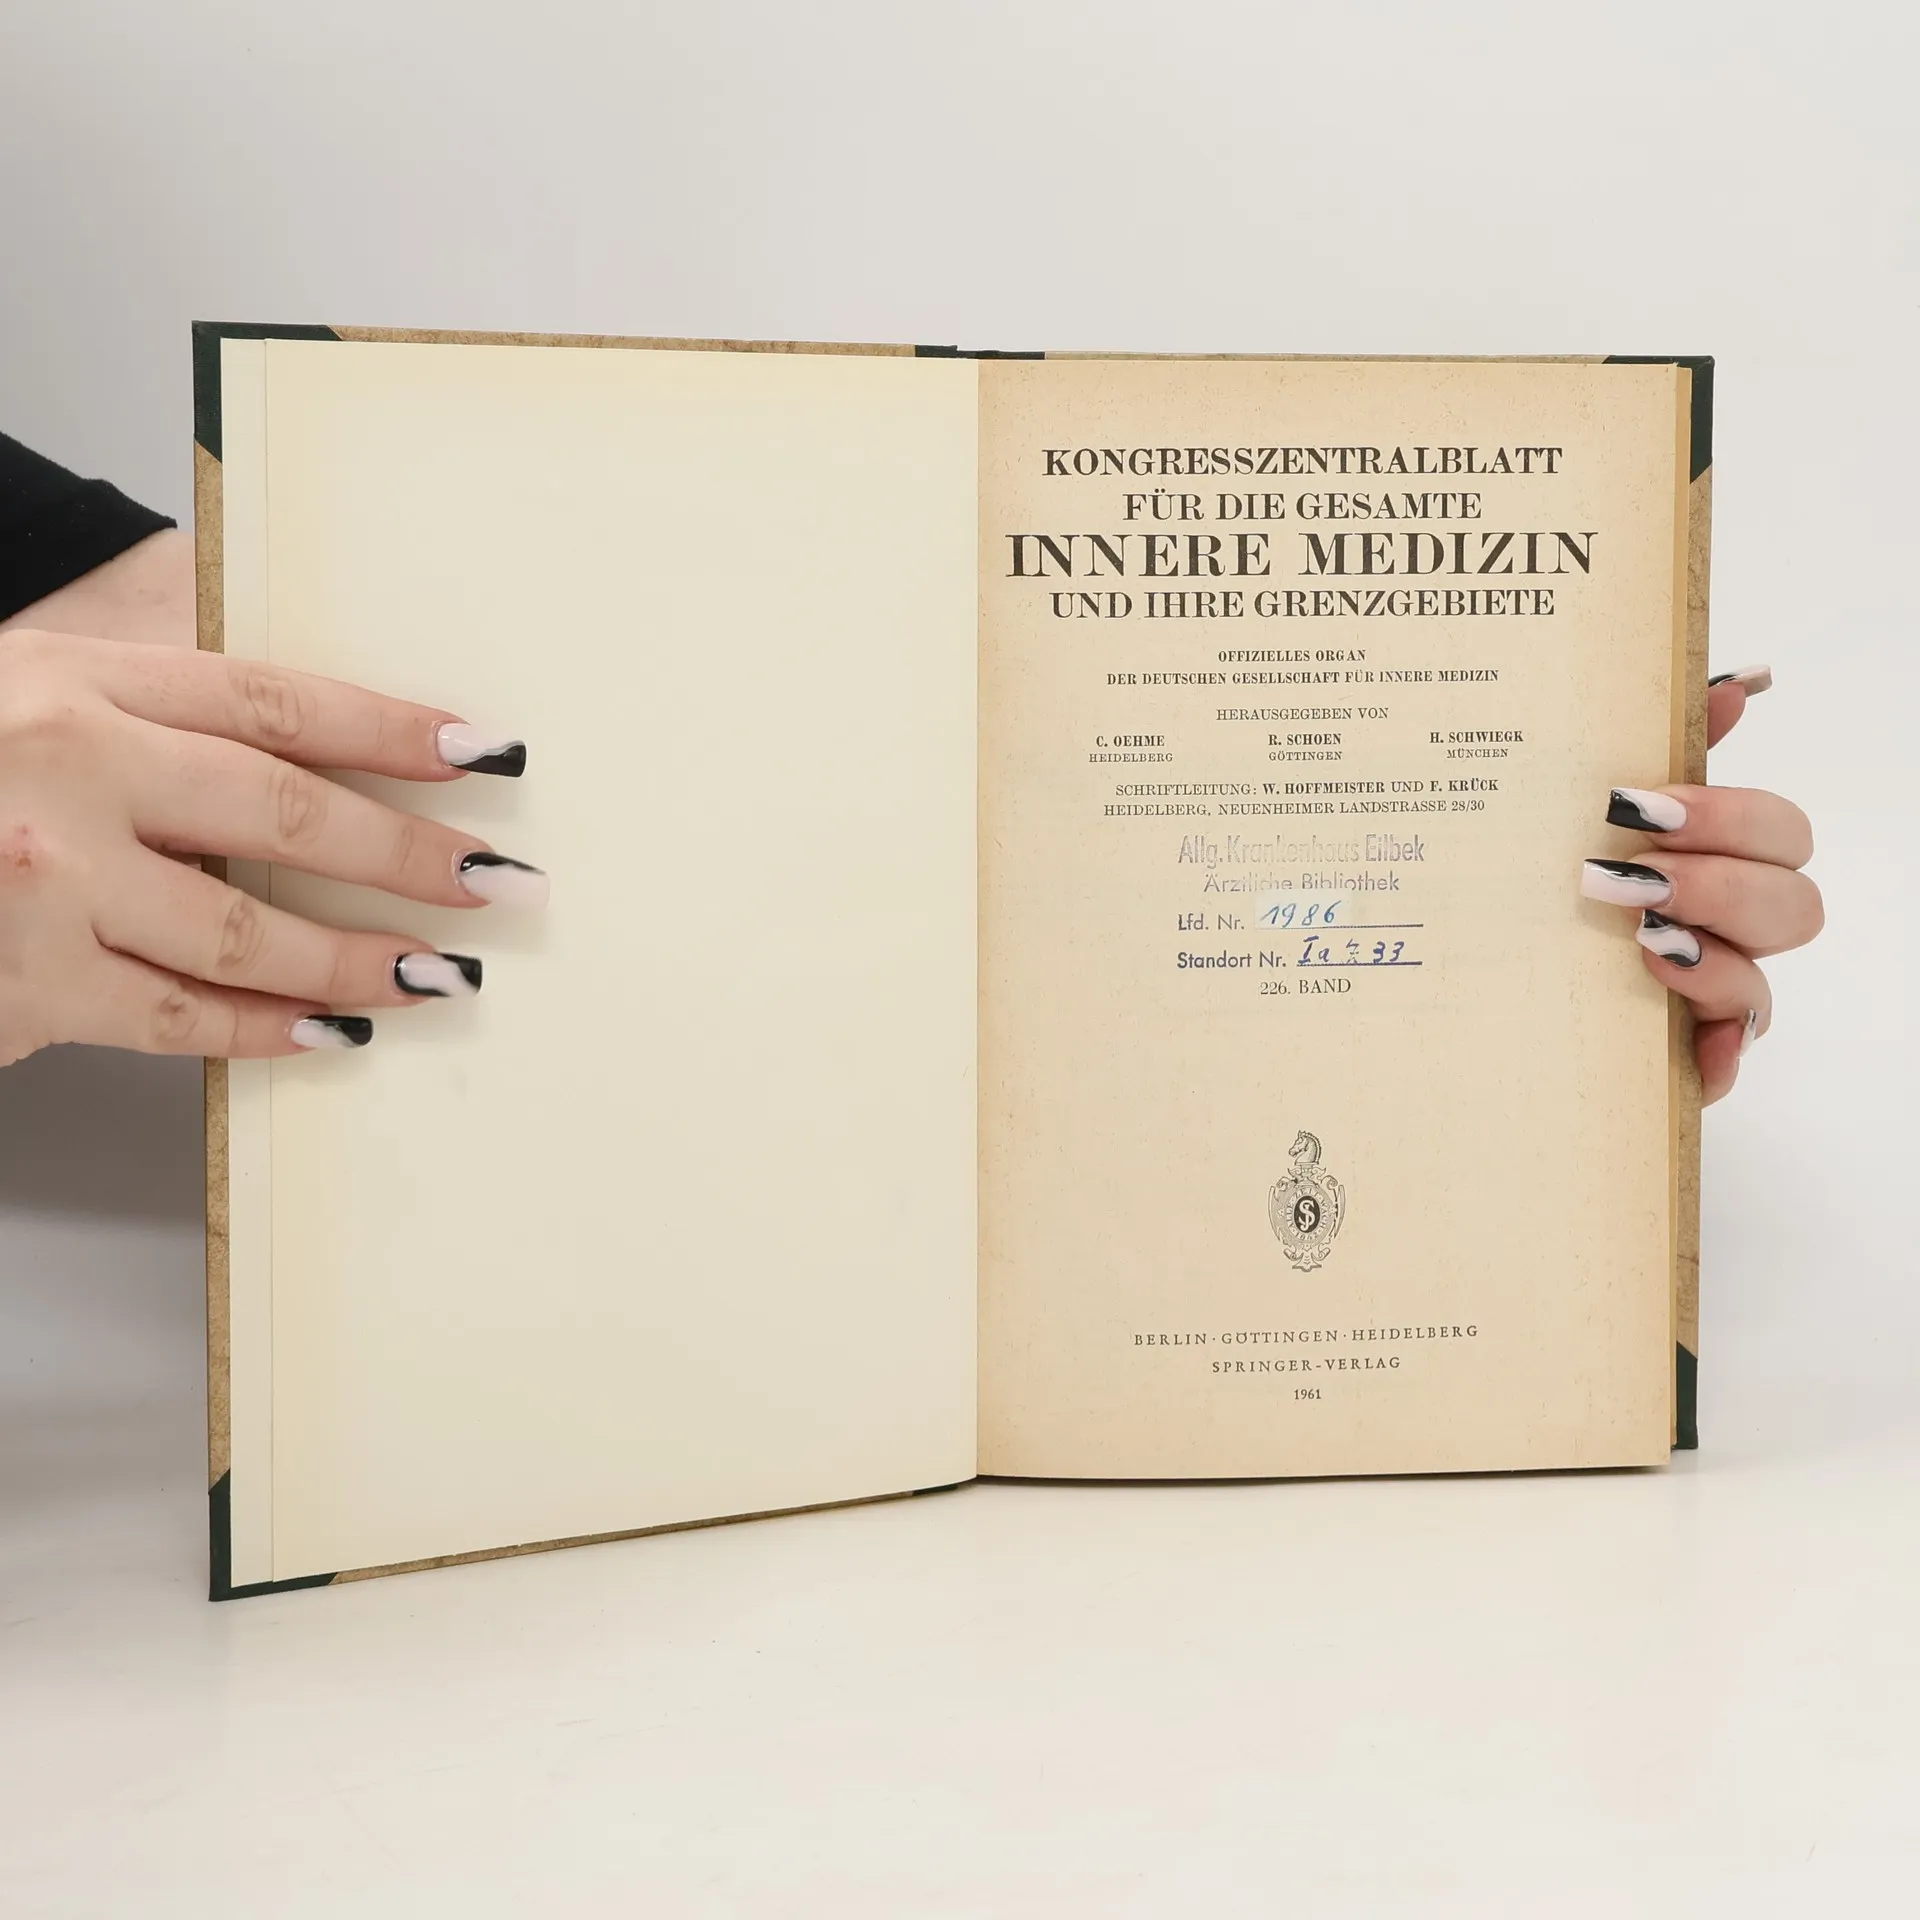 KONGRESSZENTRALBLATT
FÜR DIE GESAMTE
INNERE MEDIZIN
UND IHRE GRENZGEBIETE
OFFIZIELLES ORGAN
DER DEUTSCHEN GESELLSCHAFT FÜR INNERE MEDIZIN
HERAUSGEGEBEN VON
C. OEHME R. SCHOEN H. SCHWIEGK
HEIDELBERG GÖTTINGEN MÜNCHEN
SCHRIFTLEITUNG: W. HOFFMEISTER UND F. KRÜCK
HEIDELBERG, NEUENHEIMER LANDSTRASSE 28/30
Allg. Krankenhaus Eilbek
Ärztliche Bibliothek
Lfd. Nr. 1986
Standort Nr. Ia 33
226. BAND
BERLIN · GÖTTINGEN · HEIDELBERG
SPRINGER-VERLAG
1961